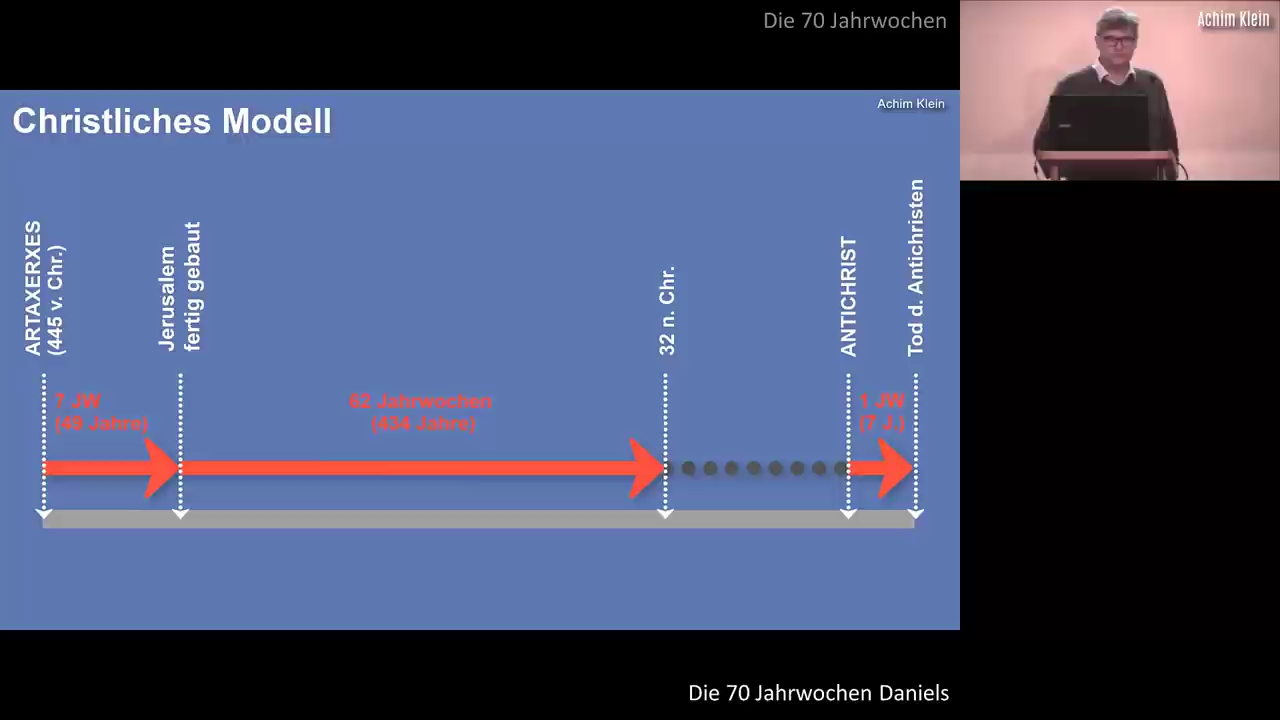 Die 70 Jahrwochen
Achim Klein
Achim Klein
Christliches Modell
ARTAXERXES
(445 v. Chr.)
Jerusalem
fertig gebaut
32 n. Chr.
ANTICHRIST
Tod d. Antichristen
7 JW
(49 Jahre)
62 Jahrwochen
(434 Jahre)
1 JW
(7 J.)
Die 70 Jahrwochen Daniels